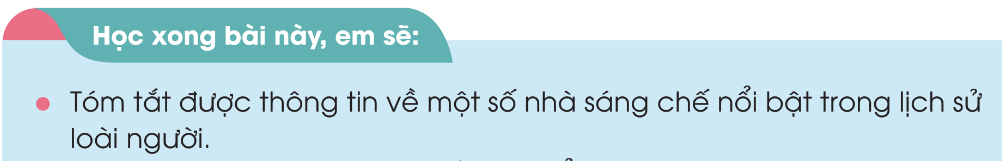 Học xong bài này, em sẽ:
Tóm tắt được thông tin về một số nhà sáng chế nổi bật trong lịch sử
loài người.